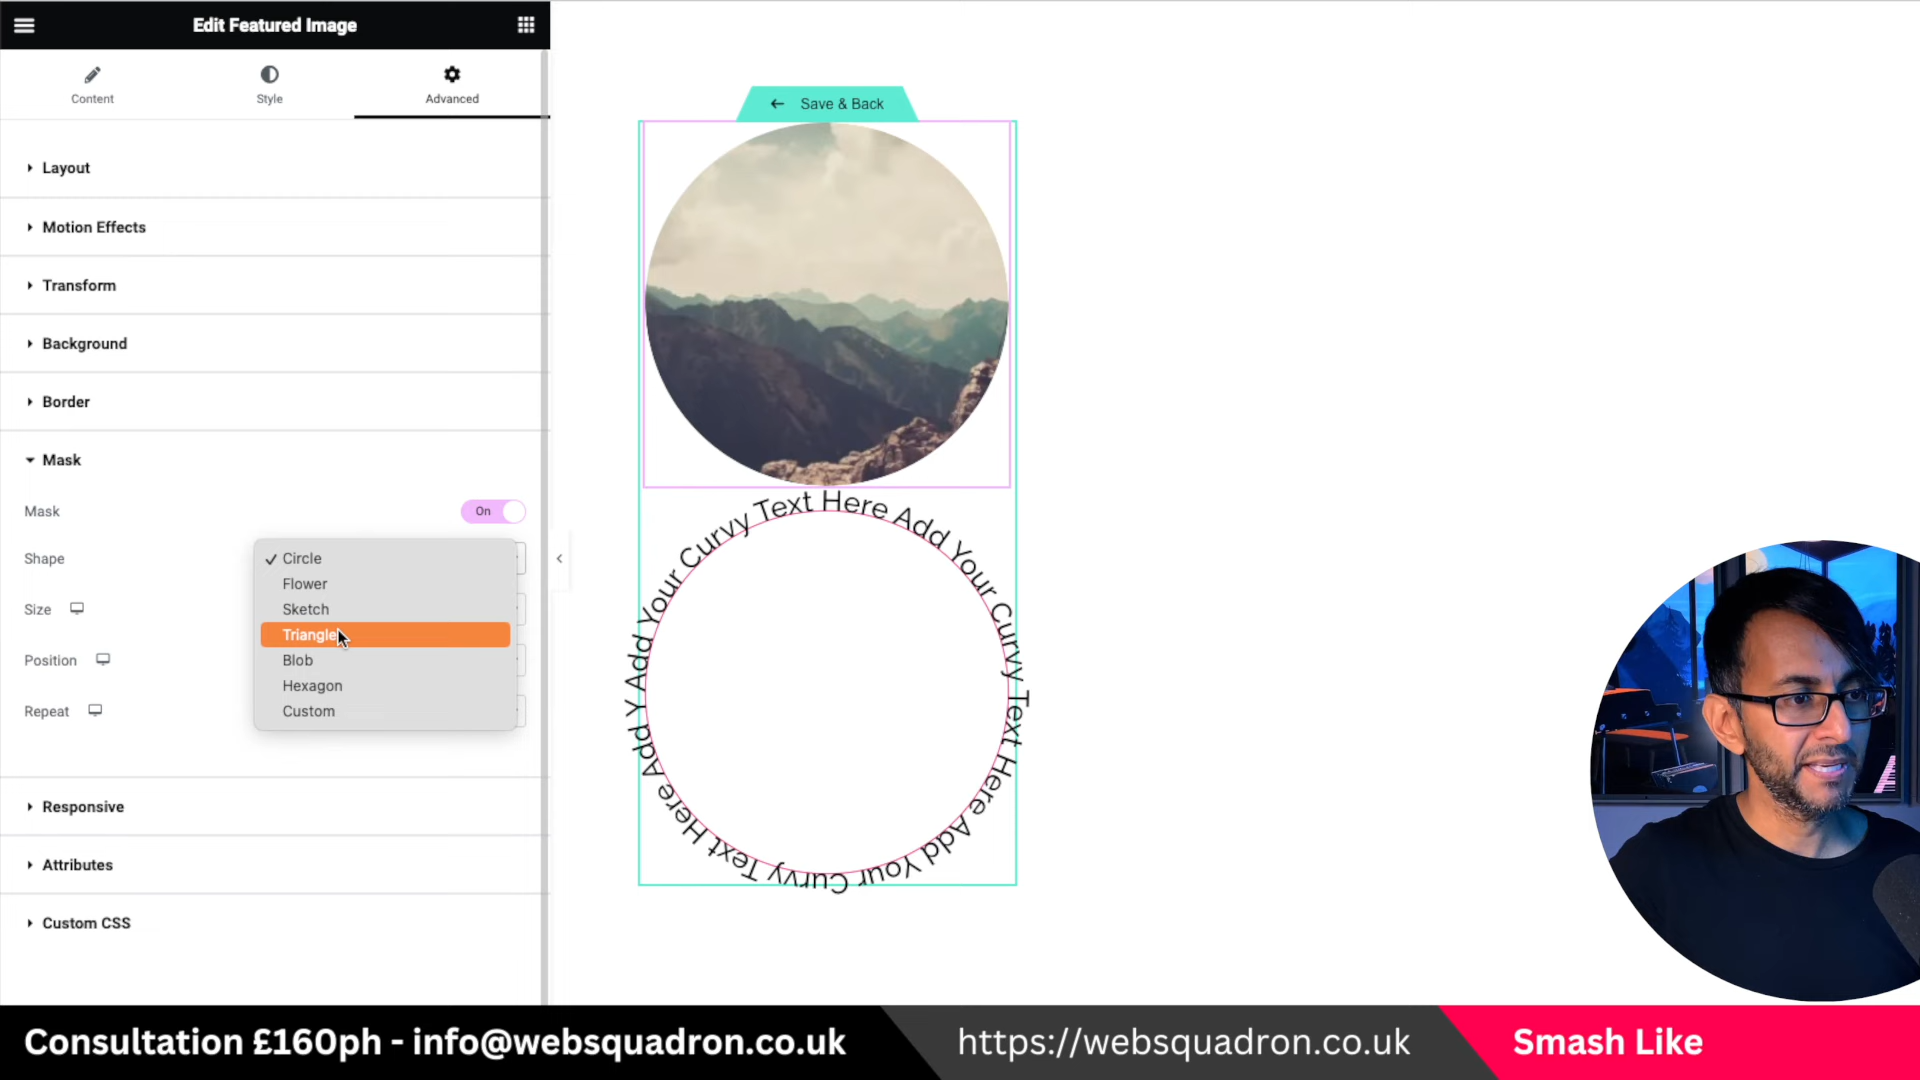 Edit Featured Image
Content
Style
Advanced
Layout
Motion Effects
Transform
Background
Border
Mask
Mask
On
Shape
Circle
Flower
Size
Sketch
Triangle
Position
Blob
Hexagon
Repeat
Custom
Responsive
Attributes
Custom CSS
Save & Back
Add Your Curvy Text Here Add Your Curvy Text Here Add Your Curvy Text Here Add Y
Consultation £160ph - info@websquadron.co.uk
https://websquadron.co.uk
Smash Like